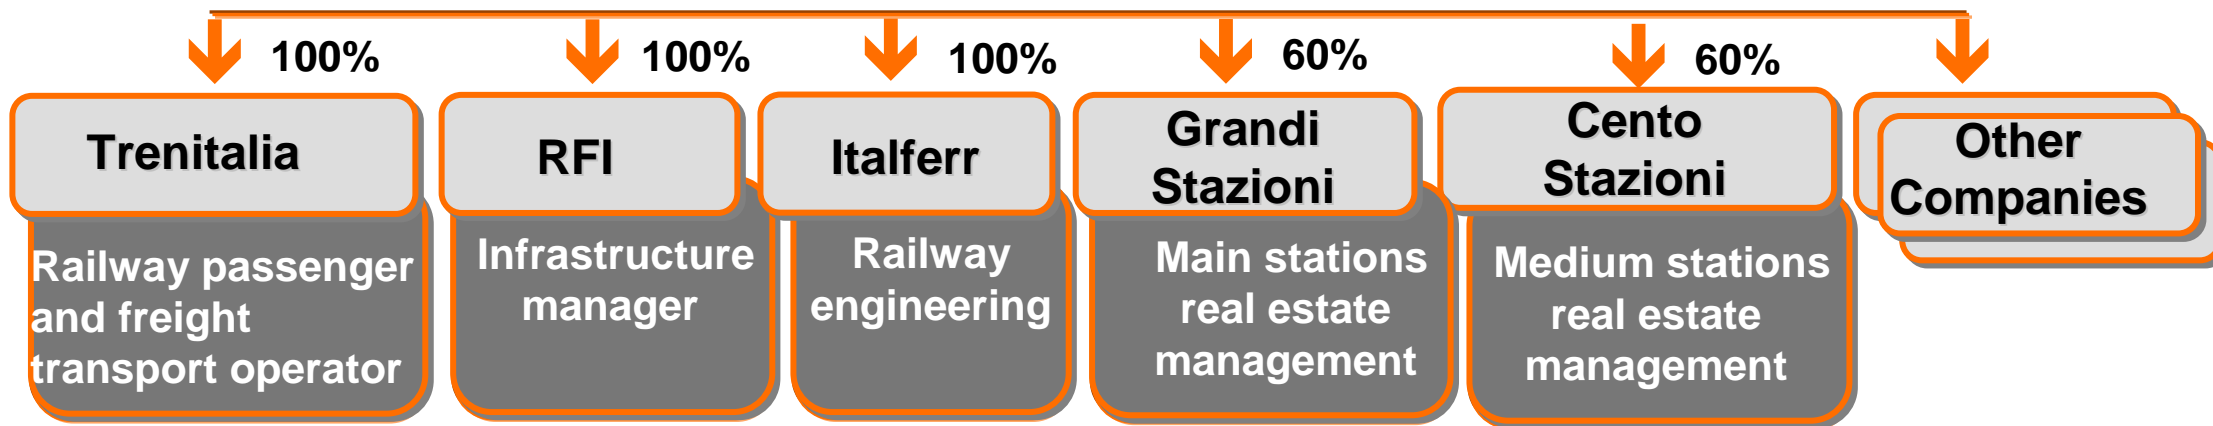 100%
100%
100%
60%
60%
Trenitalia
Railway passenger
and freight
transport operator
RFI
Infrastructure
manager
Italferr
Railway
engineering
Grandi
Stazioni
Main stations
real estate
management
Cento
Stazioni
Medium stations
real estate
management
Other
Companies